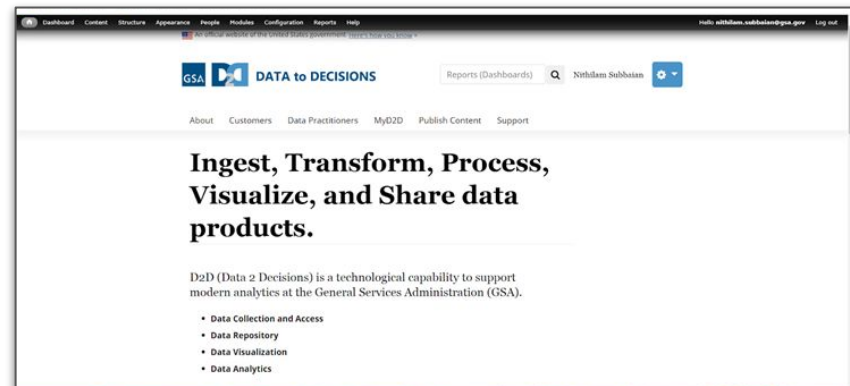 Dashboard Content Structure Appearance People Modules Configuration Reports Help Hello nithilam.subbaian@gsa.gov Log out
An official website of the United States government Here's how you know
GSA D2D DATA to DECISIONS Reports (Dashboards) Nithilam Subbaian
About Customers Data Practitioners MyD2D Publish Content Support
Ingest, Transform, Process,
Visualize, and Share data
products.
D2D (Data 2 Decisions) is a technological capability to support
modern analytics at the General Services Administration (GSA).
• Data Collection and Access
• Data Repository
• Data Visualization
• Data Analytics